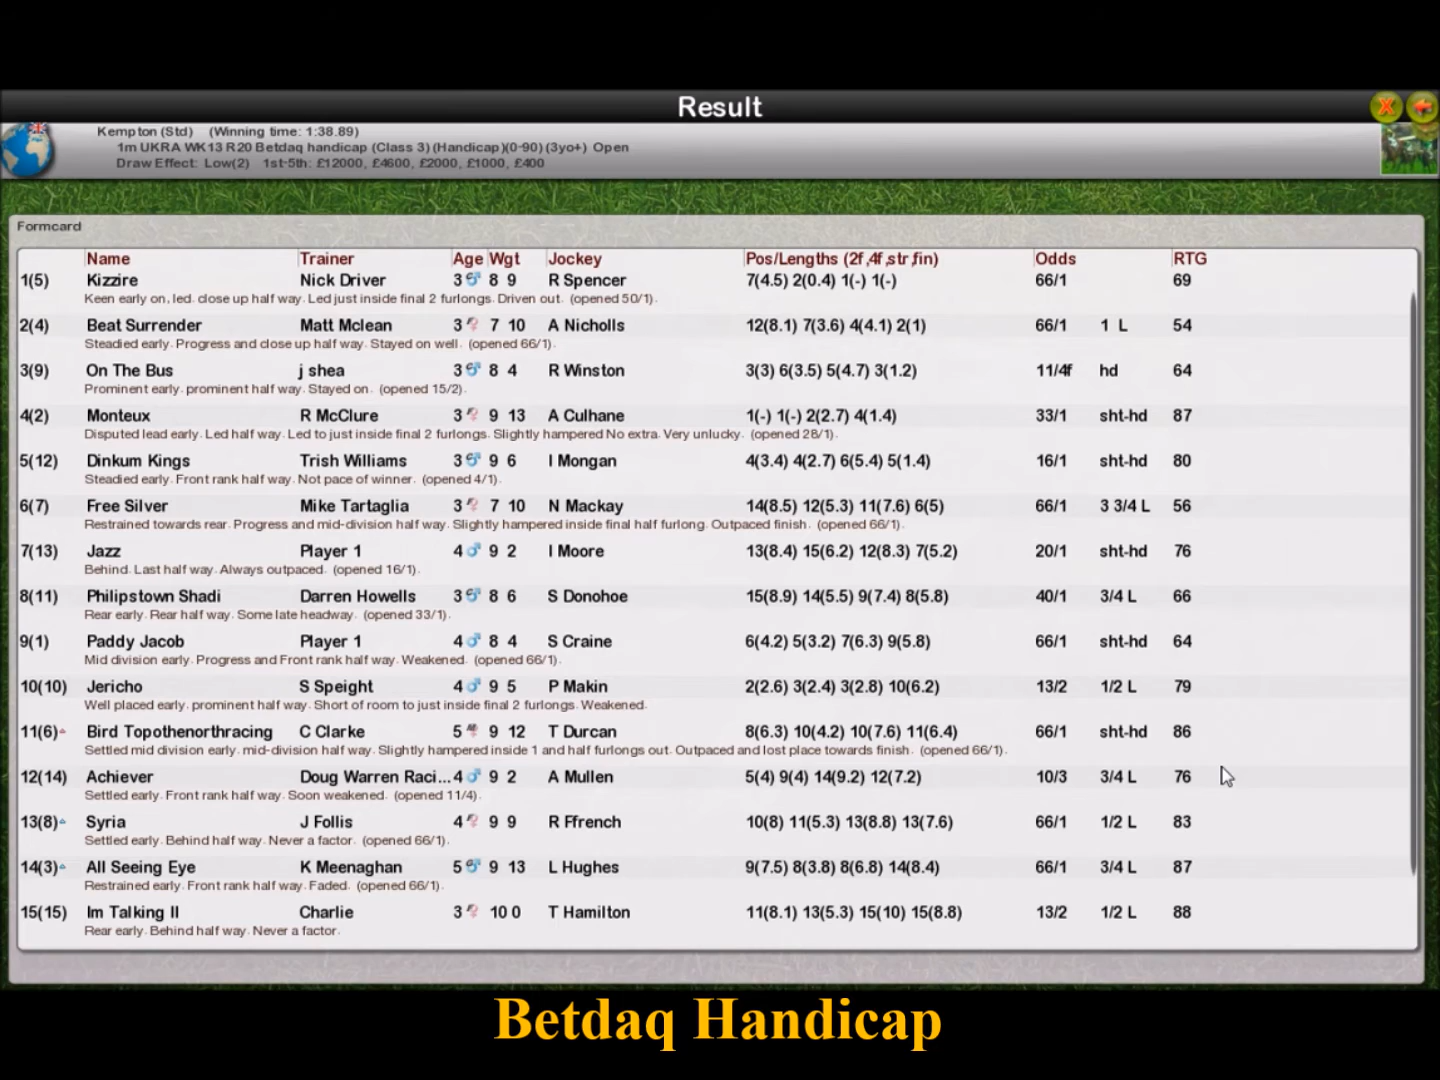 Result
Kempton (Std) (Winning time: 1:38.89)
1m UKRA WK13 R20 Betdaq handicap (Class 3) (Handicap)(0-90) (3yo+) Open
Draw Effect: Low(2) 1st-5th: £12000, £4600, £2000, £1000, £400
Formcard
Name Trainer Age Wgt Jockey Pos/Lengths (2f,4f,str,fin) Odds RTG
1(5) Kizzire Nick Driver 3 8 9 R Spencer 7(4.5) 2(0.4) 1(-) 1(-) 66/1 69
Keen early on, led. close up half way. Led just inside final 2 furlongs. Driven out. (opened 50/1).
2(4) Beat Surrender Matt Mclean 3 7 10 A Nicholls 12(8.1) 7(3.6) 4(4.1) 2(1) 66/1 1 L 54
Steadied early. Progress and close up half way. Stayed on well. (opened 66/1).
3(9) On The Bus j shea 3 8 4 R Winston 3(3) 6(3.5) 5(4.7) 3(1.2) 11/4f hd 64
Prominent early. prominent half way. Stayed on. (opened 15/2).
4(2) Monteux R McClure 3 9 13 A Culhane 1(-) 1(-) 2(2.7) 4(1.4) 33/1 sht-hd 87
Disputed lead early. Led half way. Led to just inside final 2 furlongs. Slightly hampered No extra. Very unlucky. (opened 28/1).
5(12) Dinkum Kings Trish Williams 3 9 6 I Mongan 4(3.4) 4(2.7) 6(5.4) 5(1.4) 16/1 sht-hd 80
Steadied early. Front rank half way. Not pace of winner. (opened 4/1).
6(7) Free Silver Mike Tartaglia 3 7 10 N Mackay 14(8.5) 12(5.3) 11(7.6) 6(5) 66/1 3 3/4 L 56
Restrained towards rear. Progress and mid-division half way. Slightly hampered inside final half furlong. Outpaced finish. (opened 66/1).
7(13) Jazz Player 1 4 9 2 I Moore 13(8.4) 15(6.2) 12(8.3) 7(5.2) 20/1 sht-hd 76
Behind. Last half way. Always outpaced. (opened 16/1).
8(11) Philipstown Shadi Darren Howells 3 8 6 S Donohoe 15(8.9) 14(5.5) 9(7.4) 8(5.8) 40/1 3/4 L 66
Rear early. Rear half way. Some late headway. (opened 33/1).
9(1) Paddy Jacob Player 1 4 8 4 S Craine 6(4.2) 5(3.2) 7(6.3) 9(5.8) 66/1 sht-hd 64
Mid division early. Progress and Front rank half way. Weakened. (opened 66/1).
10(10) Jericho S Speight 4 9 5 P Makin 2(2.6) 3(2.4) 3(2.8) 10(6.2) 13/2 1/2 L 79
Well placed early. prominent half way. Short of room to just inside final 2 furlongs. Weakened.
11(6) Bird Topothenorthracing C Clarke 5 9 12 T Durcan 8(6.3) 10(4.2) 10(7.6) 11(6.4) 66/1 sht-hd 86
Settled mid division early. mid-division half way. Slightly hampered inside 1 and half furlongs out. Outpaced and lost place towards finish. (opened 66/1).
12(14) Achiever Doug Warren Raci... 4 9 2 A Mullen 5(4) 9(4) 14(9.2) 12(7.2) 10/3 3/4 L 76
Settled early. Front rank half way. Soon weakened. (opened 11/4).
13(8) Syria J Follis 4 9 9 R Ffrench 10(8) 11(5.3) 13(8.8) 13(7.6) 66/1 1/2 L 83
Settled early. Behind half way. Never a factor. (opened 66/1).
14(3) All Seeing Eye K Meenaghan 5 9 13 L Hughes 9(7.5) 8(3.8) 8(6.8) 14(8.4) 66/1 3/4 L 87
Restrained early. Front rank half way. Faded. (opened 66/1).
15(15) Im Talking II Charlie 3 10 0 T Hamilton 11(8.1) 13(5.3) 15(10) 15(8.8) 13/2 1/2 L 88
Rear early. Behind half way. Never a factor.
Betdaq Handicap